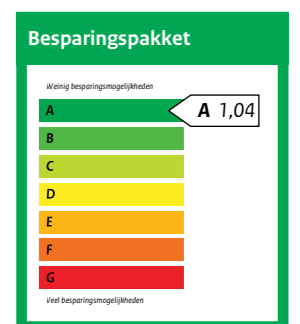 Besparingspakket
Weinig besparingsmogelijkheden
A
A 1,04
B
C
D
E
F
G
Veel besparingsmogelijkheden